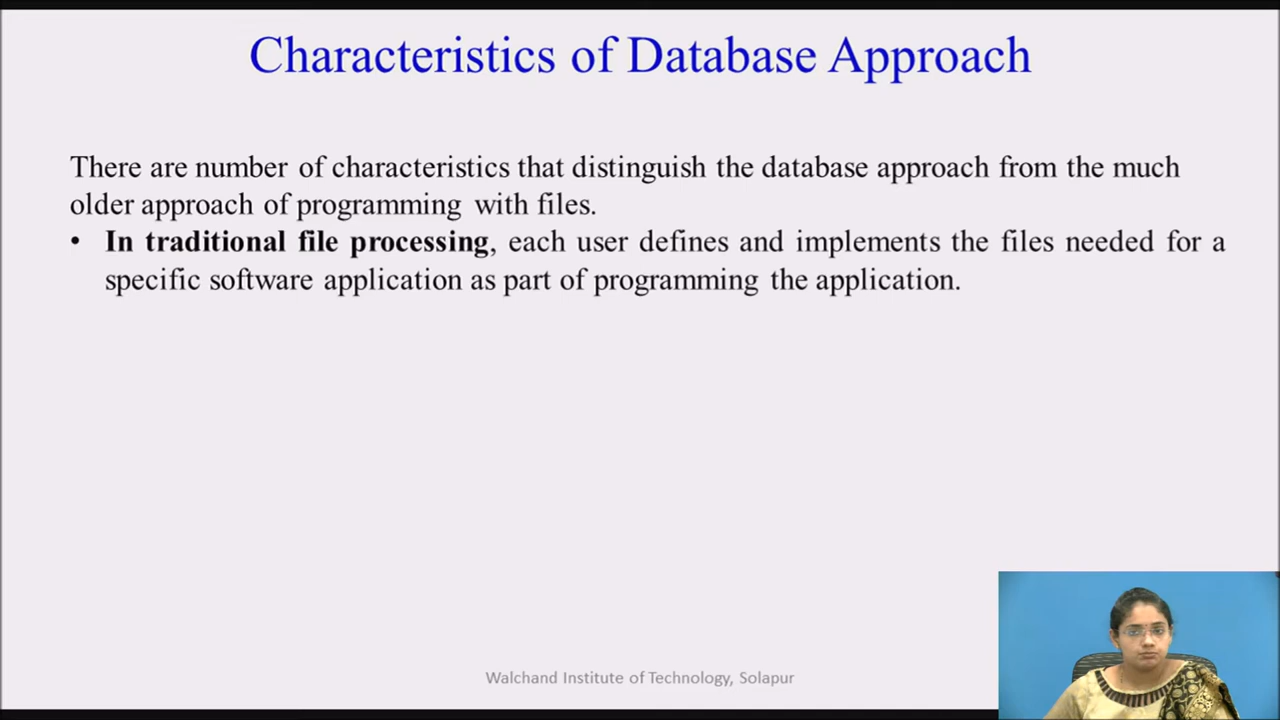 Characteristics of Database Approach
There are number of characteristics that distinguish the database approach from the much
older approach of programming with files.
• In traditional file processing, each user defines and implements the files needed for a
specific software application as part of programming the application.
Walchand Institute of Technology, Solapur